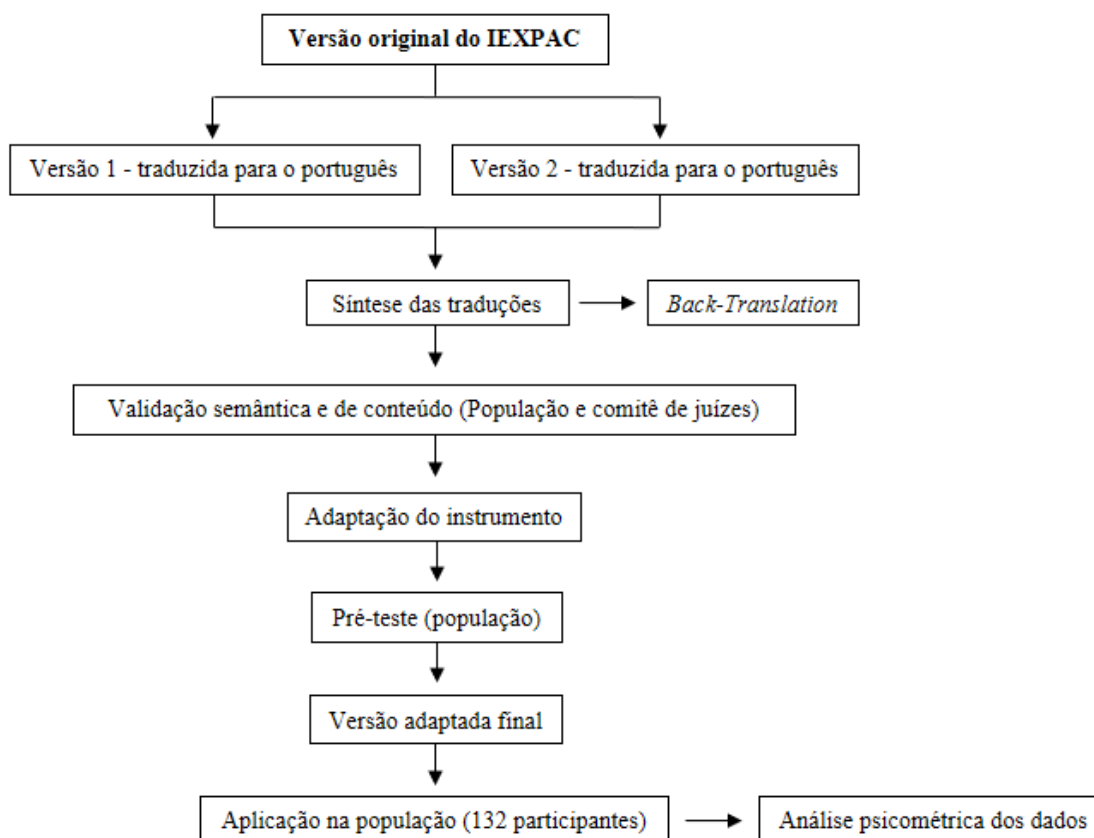 Versão original do IEXPAC
Versão 1 - traduzida para o português
Versão 2 - traduzida para o português
Síntese das traduções
Back-Translation
Validação semântica e de conteúdo (População e comitê de juízes)
Adaptação do instrumento
Pré-teste (população)
Versão adaptada final
Aplicação na população (132 participantes)
Análise psicométrica dos dados